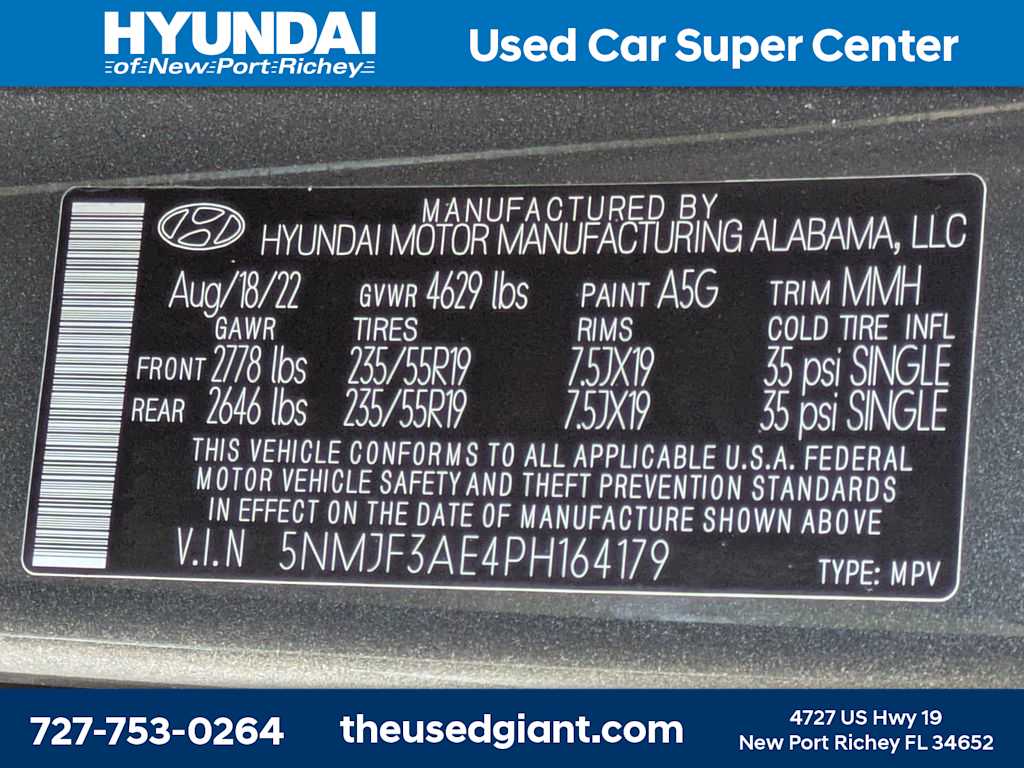 HYUNDAI
of New Port Richey
Used Car Super Center
MANUFACTURED BY
HYUNDAI MOTOR MANUFACTURING ALABAMA, LLC
Aug/18/22 GVWR 4629 lbs PAINT A5G TRIM MMH
GAWR TIRES RIMS COLD TIRE INFL
FRONT 2778 lbs 235/55R19 7.5JX19 35 psi SINGLE
REAR 2646 lbs 235/55R19 7.5JX19 35 psi SINGLE
THIS VEHICLE CONFORMS TO ALL APPLICABLE U.S.A. FEDERAL
MOTOR VEHICLE SAFETY AND THEFT PREVENTION STANDARDS
IN EFFECT ON THE DATE OF MANUFACTURE SHOWN ABOVE
V.I.N 5NMJF3AE4PH164179
TYPE: MPV
727-753-0264
theusedgiant.com
4727 US Hwy 19
New Port Richey FL 34652